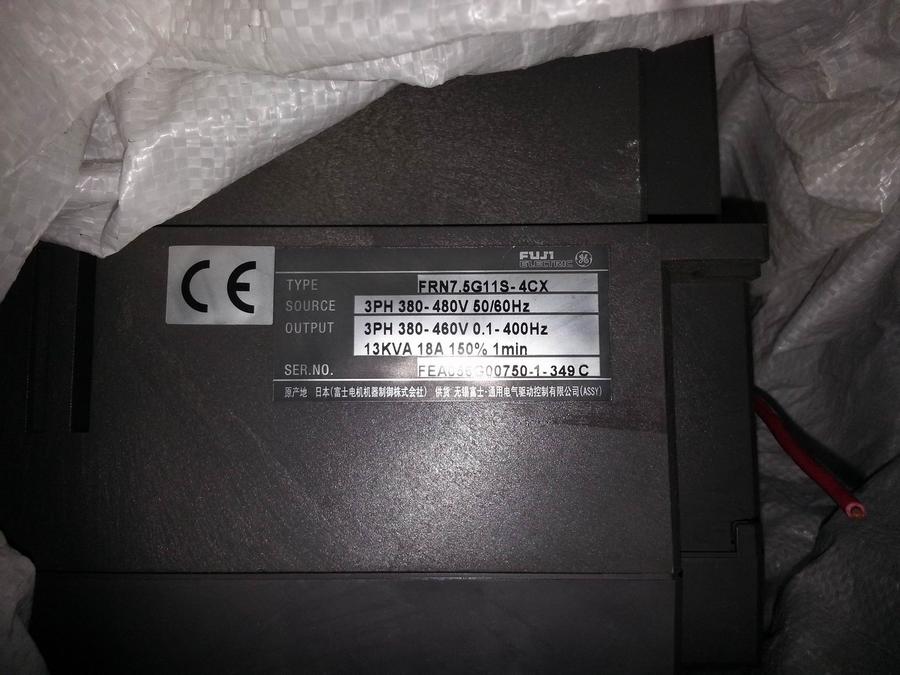 CE
FUJI
ELECTRIC GE
TYPE FRN7.5G11S-4CX
SOURCE 3PH 380-480V 50/60Hz
OUTPUT 3PH 380-460V 0.1-400Hz
13KVA 18A 150% 1min
SER.NO.
原产地 日本(富士电机机器制御株式会社) 供货 无锡富士·通用电气驱动控制有限公司(ASSY)